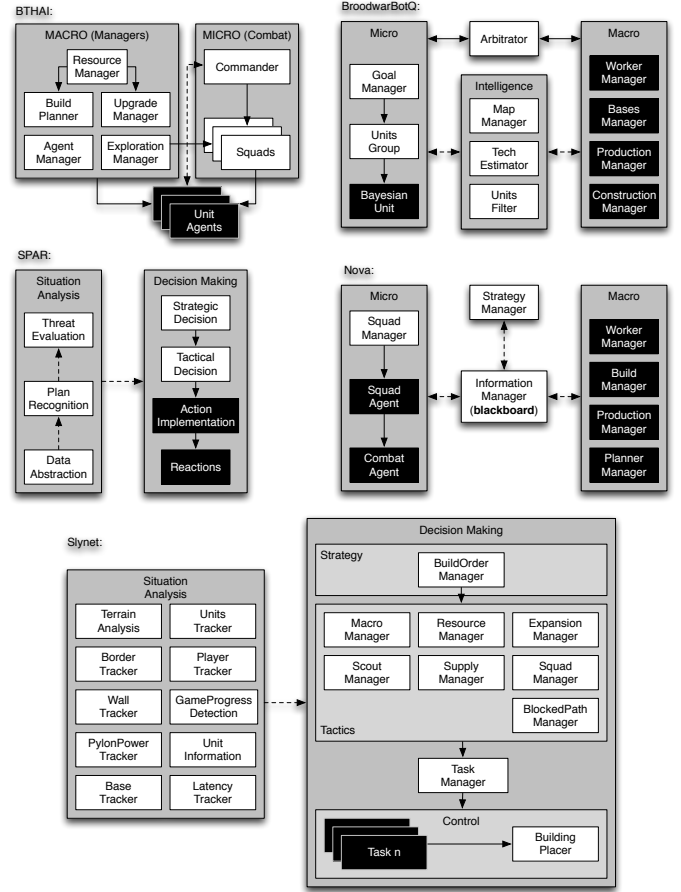 BTHAI:
MACRO (Managers)
Resource
Manager
Build
Planner
Upgrade
Manager
Agent
Manager
Exploration
Manager
MICRO (Combat)
Commander
Squads
Unit
Agents
BroodwarBotQ:
Micro
Goal
Manager
Units
Group
Bayesian
Unit
Arbitrator
Intelligence
Map
Manager
Tech
Estimator
Units
Filter
Macro
Worker
Manager
Bases
Manager
Production
Manager
Construction
Manager
SPAR:
Situation
Analysis
Threat
Evaluation
Plan
Recognition
Data
Abstraction
Decision Making
Strategic
Decision
Tactical
Decision
Action
Implementation
Reactions
Nova:
Micro
Squad
Manager
Squad
Agent
Combat
Agent
Strategy
Manager
Information
Manager
(blackboard)
Macro
Worker
Manager
Build
Manager
Production
Manager
Planner
Manager
Slynet:
Situation
Analysis
Terrain
Analysis
Units
Tracker
Border
Tracker
Player
Tracker
Wall
Tracker
GameProgress
Detection
PylonPower
Tracker
Unit
Information
Base
Tracker
Latency
Tracker
Decision Making
Strategy
BuildOrder
Manager
Macro
Manager
Resource
Manager
Expansion
Manager
Scout
Manager
Supply
Manager
Squad
Manager
BlockedPath
Manager
Tactics
Task
Manager
Control
Task n
Building
Placer